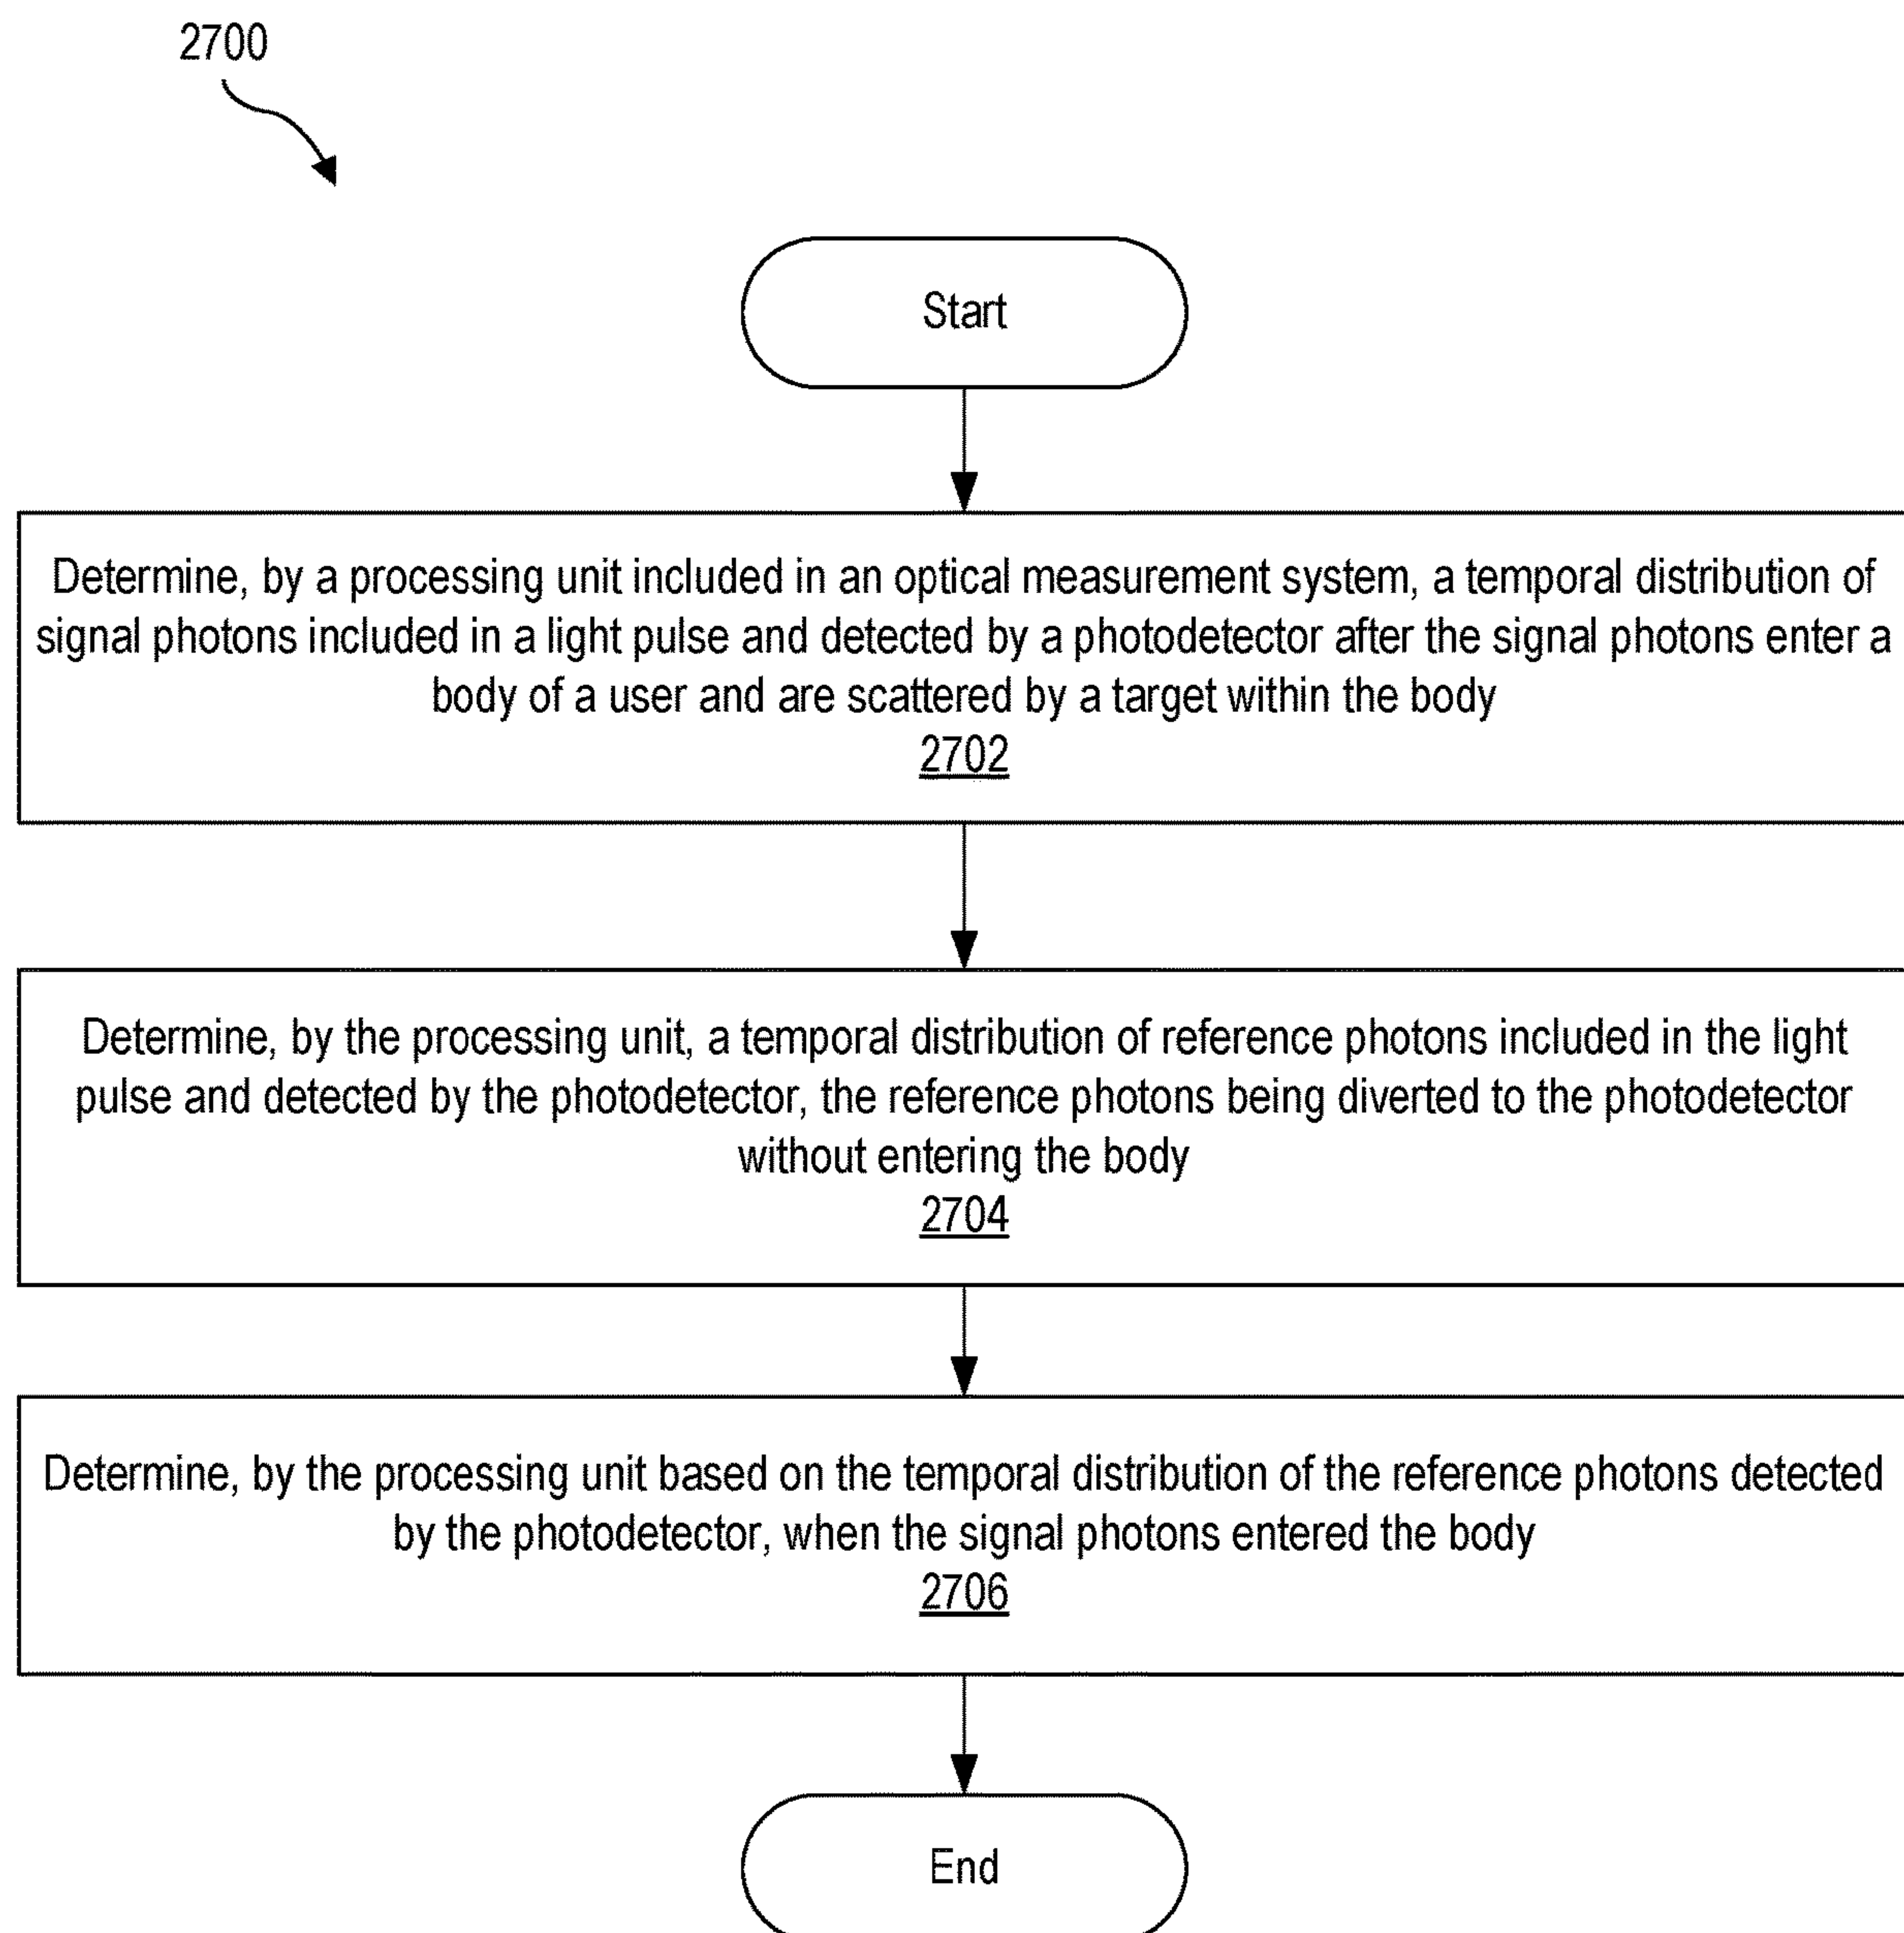 2700
Start
Determine, by a processing unit included in an optical measurement system, a temporal distribution of
signal photons included in a light pulse and detected by a photodetector after the signal photons enter a
body of a user and are scattered by a target within the body
2702
Determine, by the processing unit, a temporal distribution of reference photons included in the light
pulse and detected by the photodetector, the reference photons being diverted to the photodetector
without entering the body
2704
Determine, by the processing unit based on the temporal distribution of the reference photons detected
by the photodetector, when the signal photons entered the body
2706
End